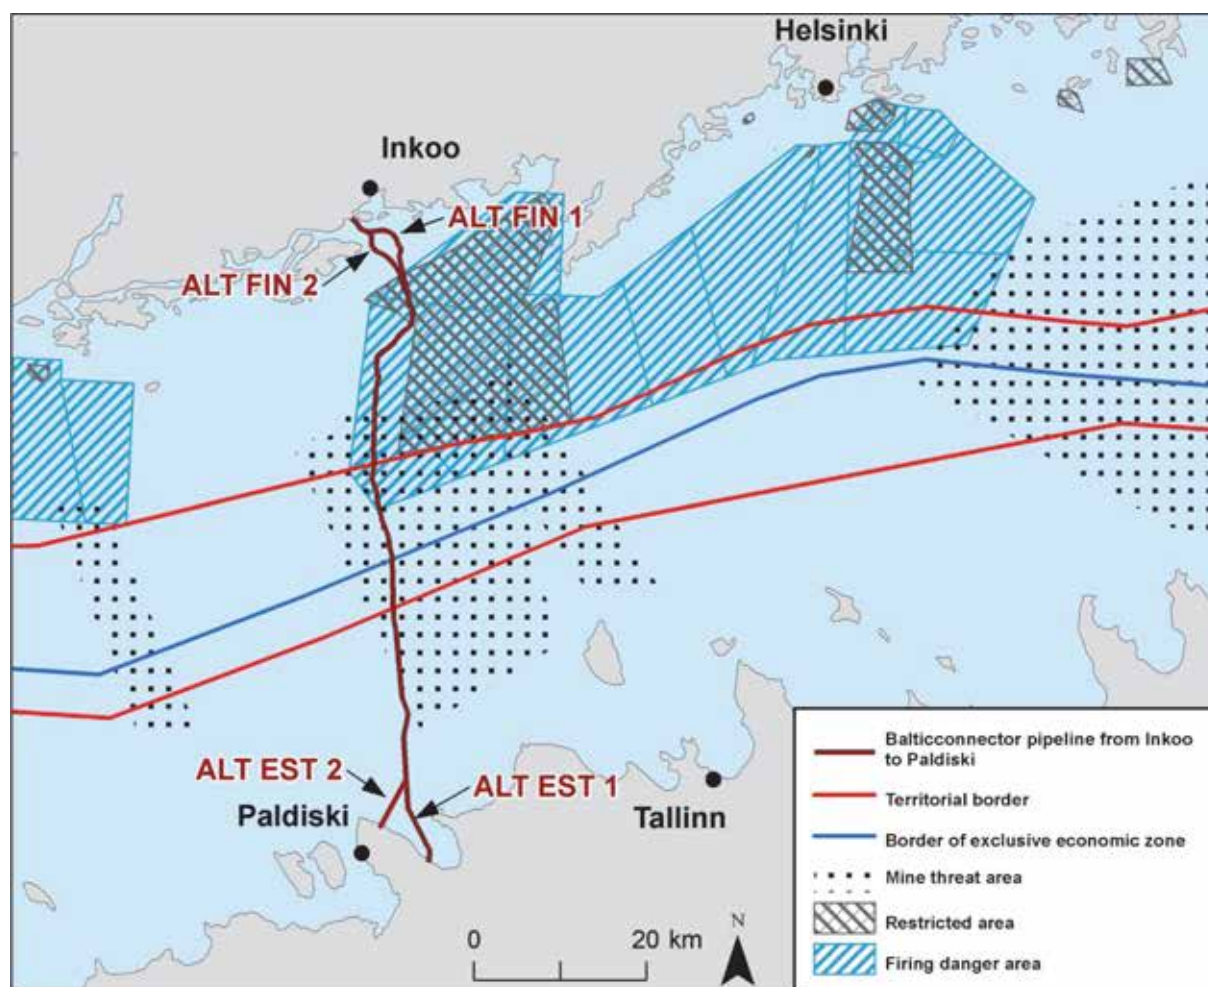 Helsinki
Inkoo
ALT FIN 1
ALT FIN 2
ALT EST 2
ALT EST 1
Paldiski
Tallinn
Balticconnector pipeline from Inkoo
to Paldiski
Territorial border
Border of exclusive economic zone
Mine threat area
Restricted area
Firing danger area
N
0 20 km